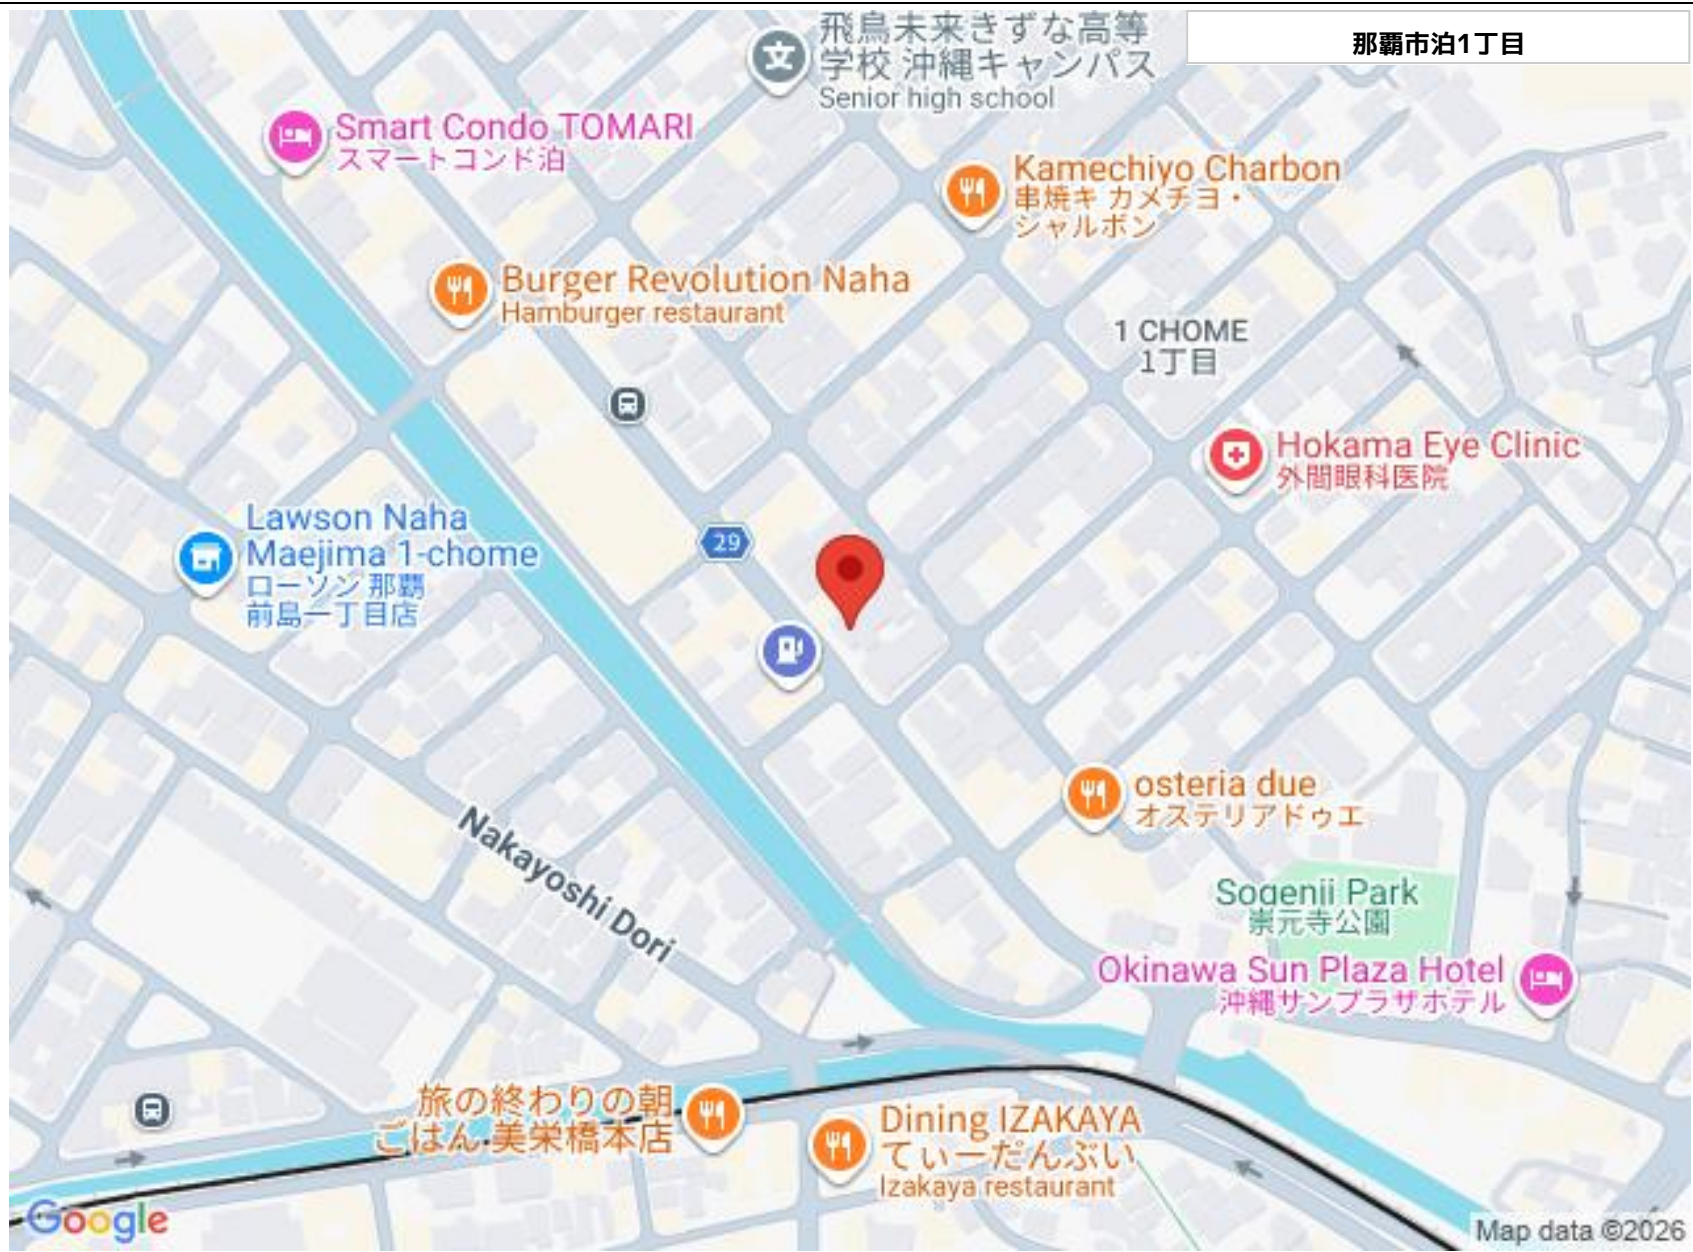 飛鳥未来きずな高等
学校 沖縄キャンパス
Senior high school
那覇市泊1丁目
Smart Condo TOMARI
スマートコンド泊
Kamechiyo Charbon
串焼キ カメチヨ・
シャルボン
Burger Revolution Naha
Hamburger restaurant
1 CHOME
1丁目
Hokama Eye Clinic
外間眼科医院
Lawson Naha
Maejima 1-chome
ローソン 那覇
前島一丁目店
29
osteria due
オステリアドゥエ
Nakayoshi Dori
Sogenji Park
崇元寺公園
Okinawa Sun Plaza Hotel
沖縄サンプラザホテル
旅の終わりの朝
ごはん 美栄橋本店
Dining IZAKAYA
てぃーだんぶい
Izakaya restaurant
Google
Map data ©2026